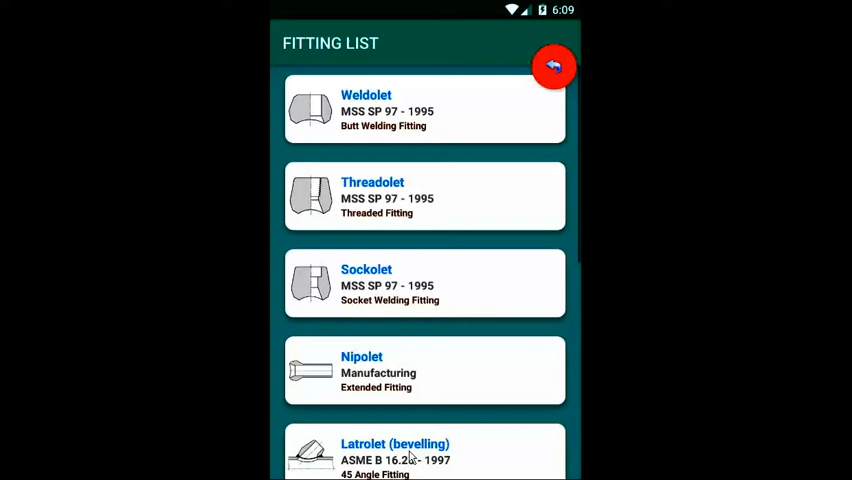 6:09
FITTING LIST
Weldolet
MSS SP 97 - 1995
Butt Welding Fitting
Threadolet
MSS SP 97 - 1995
Threaded Fitting
Sockolet
MSS SP 97 - 1995
Socket Welding Fitting
Nipolet
Manufacturing
Extended Fitting
Latrolet (bevelling)
ASME B - 1997
45 Angle Fitting